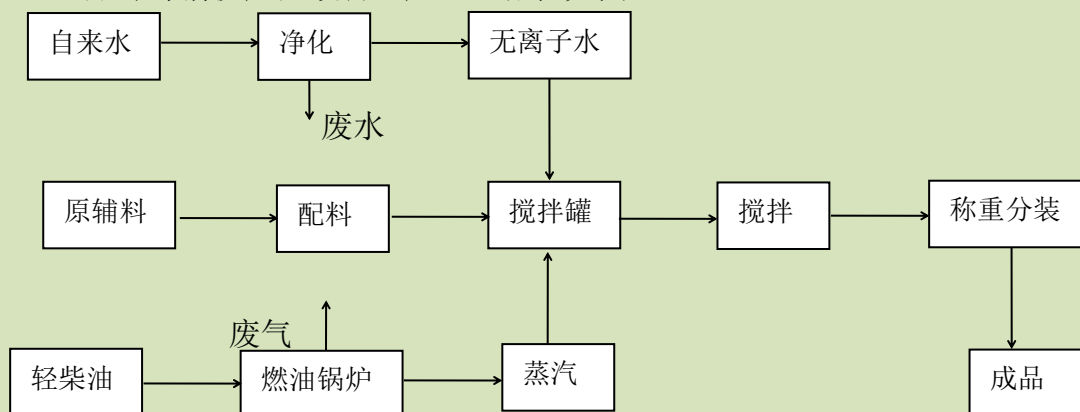 自来水
净化
无离子水
废水
原辅料
配料
搅拌罐
搅拌
称重分装
废气
轻柴油
燃油锅炉
蒸汽
成品